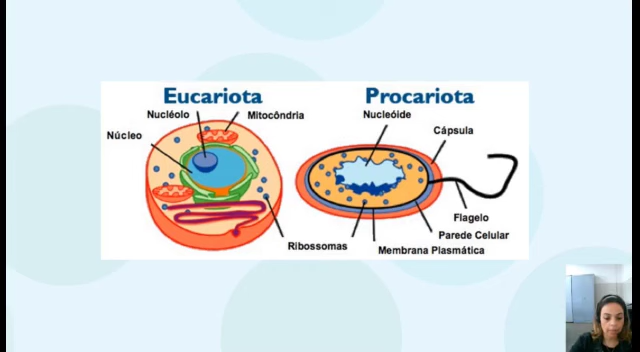 Eucariota
Procariota
Nucléolo
Mitocôndria
Núcleo
Nucleóide
Cápsula
Flagelo
Parede Celular
Ribossomas
Membrana Plasmática